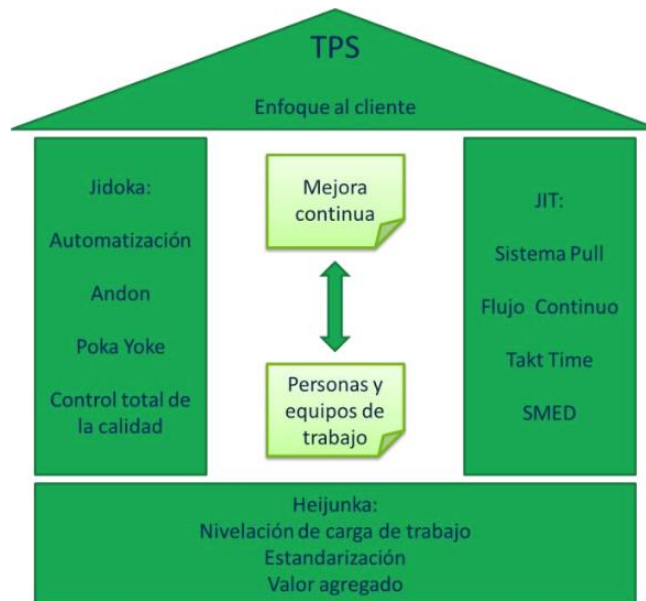 TPS
Enfoque al cliente
Jidoka:
Automatización
Andon
Poka Yoke
Control total de
la calidad
Mejora
continua
Personas y
equipos de
trabajo
JIT:
Sistema Pull
Flujo Continuo
Takt Time
SMED
Heijunka:
Nivelación de carga de trabajo
Estandarización
Valor agregado